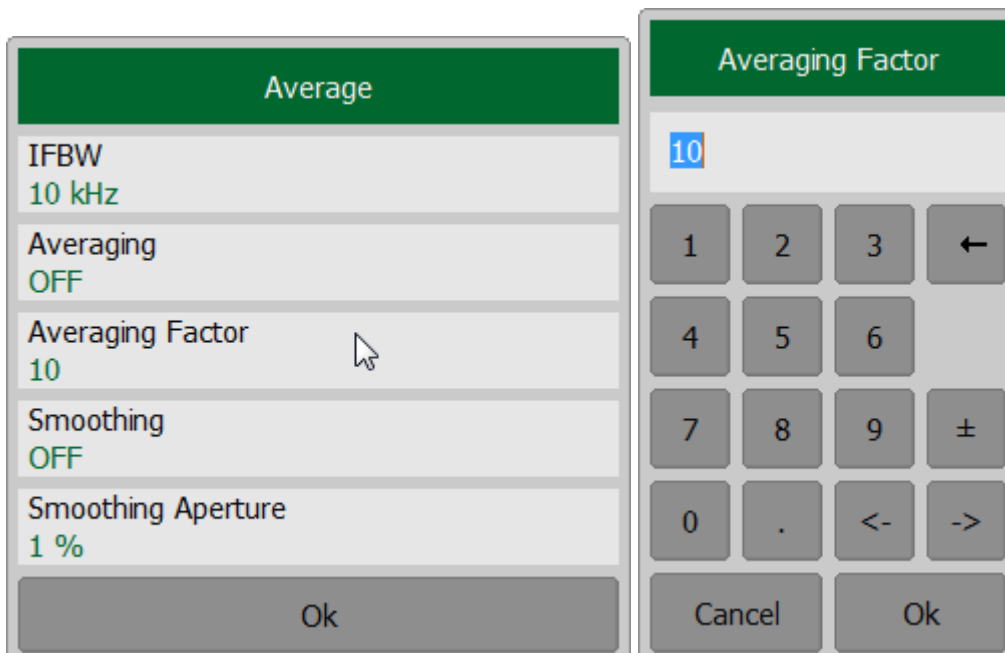 Average
IFBW
10 kHz
Averaging
OFF
Averaging Factor
10
Smoothing
OFF
Smoothing Aperture
1 %
Ok
Averaging Factor
10
1 2 3 ←
4 5 6
7 8 9 ±
0 . <- ->
Cancel Ok